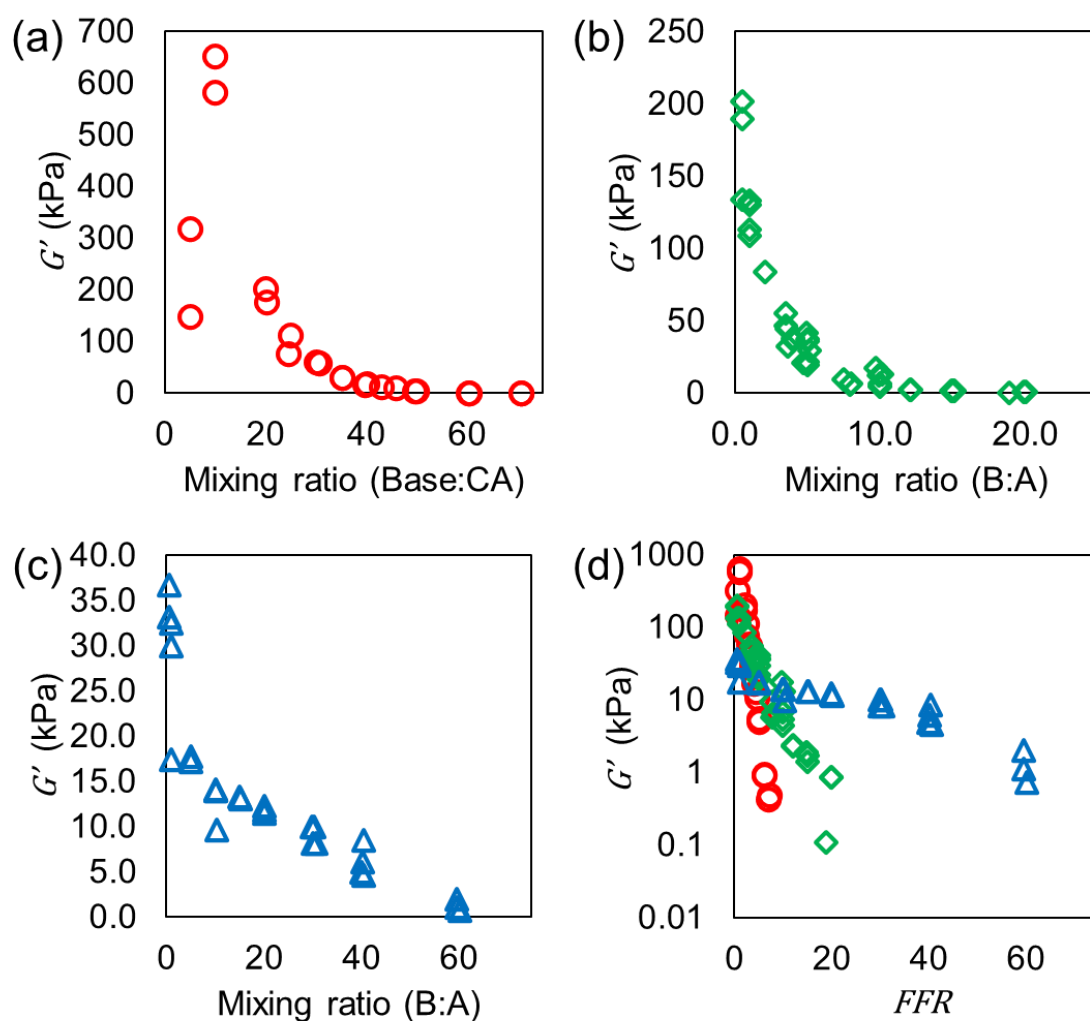 (a)
700
600
500
400
300
200
100
0
G′ (kPa)
0 20 40 60
Mixing ratio (Base:CA)
(b)
250
200
150
100
50
0
G′ (kPa)
0.0 10.0 20.0
Mixing ratio (B:A)
(c)
40.0
35.0
30.0
25.0
20.0
15.0
10.0
5.0
0.0
G′ (kPa)
0 20 40 60
Mixing ratio (B:A)
(d)
1000
100
10
1
0.1
0.01
G′ (kPa)
0 20 40 60
FFR